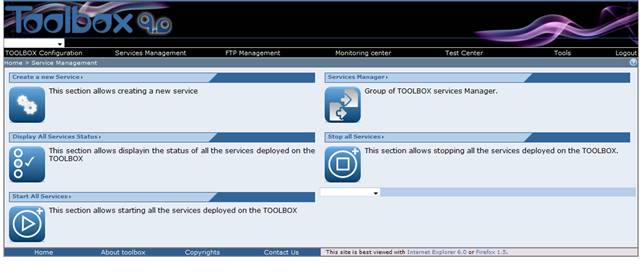 Toolbox 9.0
TOOLBOX Configuration Services Management FTP Management Monitoring center Test Center Tools Logout
Home > Service Management
Create a new Service
This section allows creating a new service
Services Manager
Group of TOOLBOX services Manager.
Display All Services Status
This section allows displayin the status of all the services deployed on the
TOOLBOX
Stop all Services
This section allows stopping all the services deployed on the TOOLBOX.
Start All Services
This section allows starting all the services deployed on the TOOLBOX
Home About toolbox Copyrights Contact Us This site is best viewed with Internet Explorer 6.0 or Firefox 1.5.